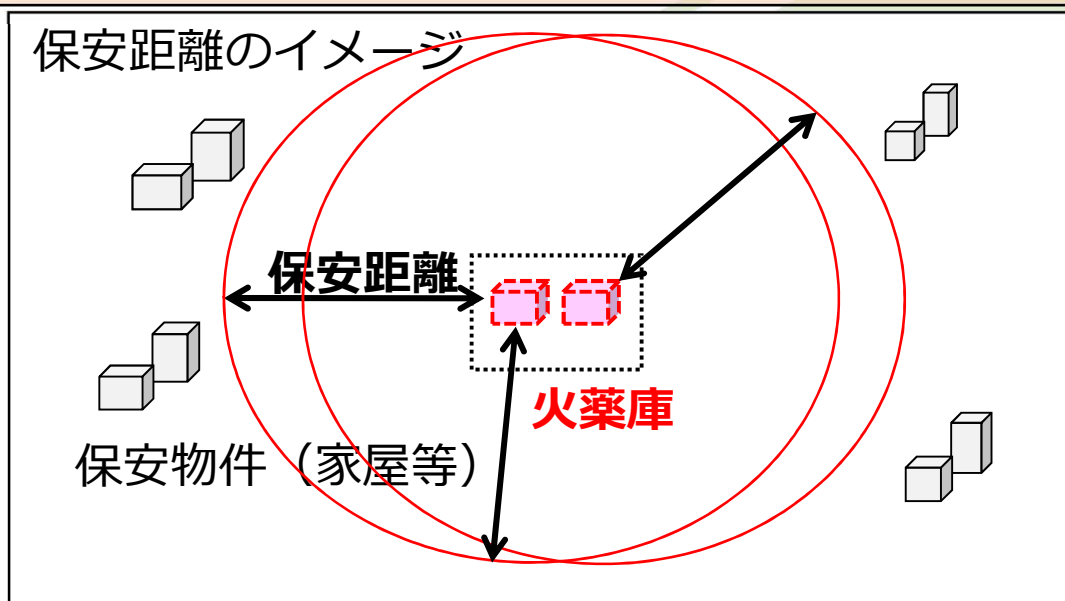 保安距離のイメージ
保安距離
火薬庫
保安物件（家屋等）